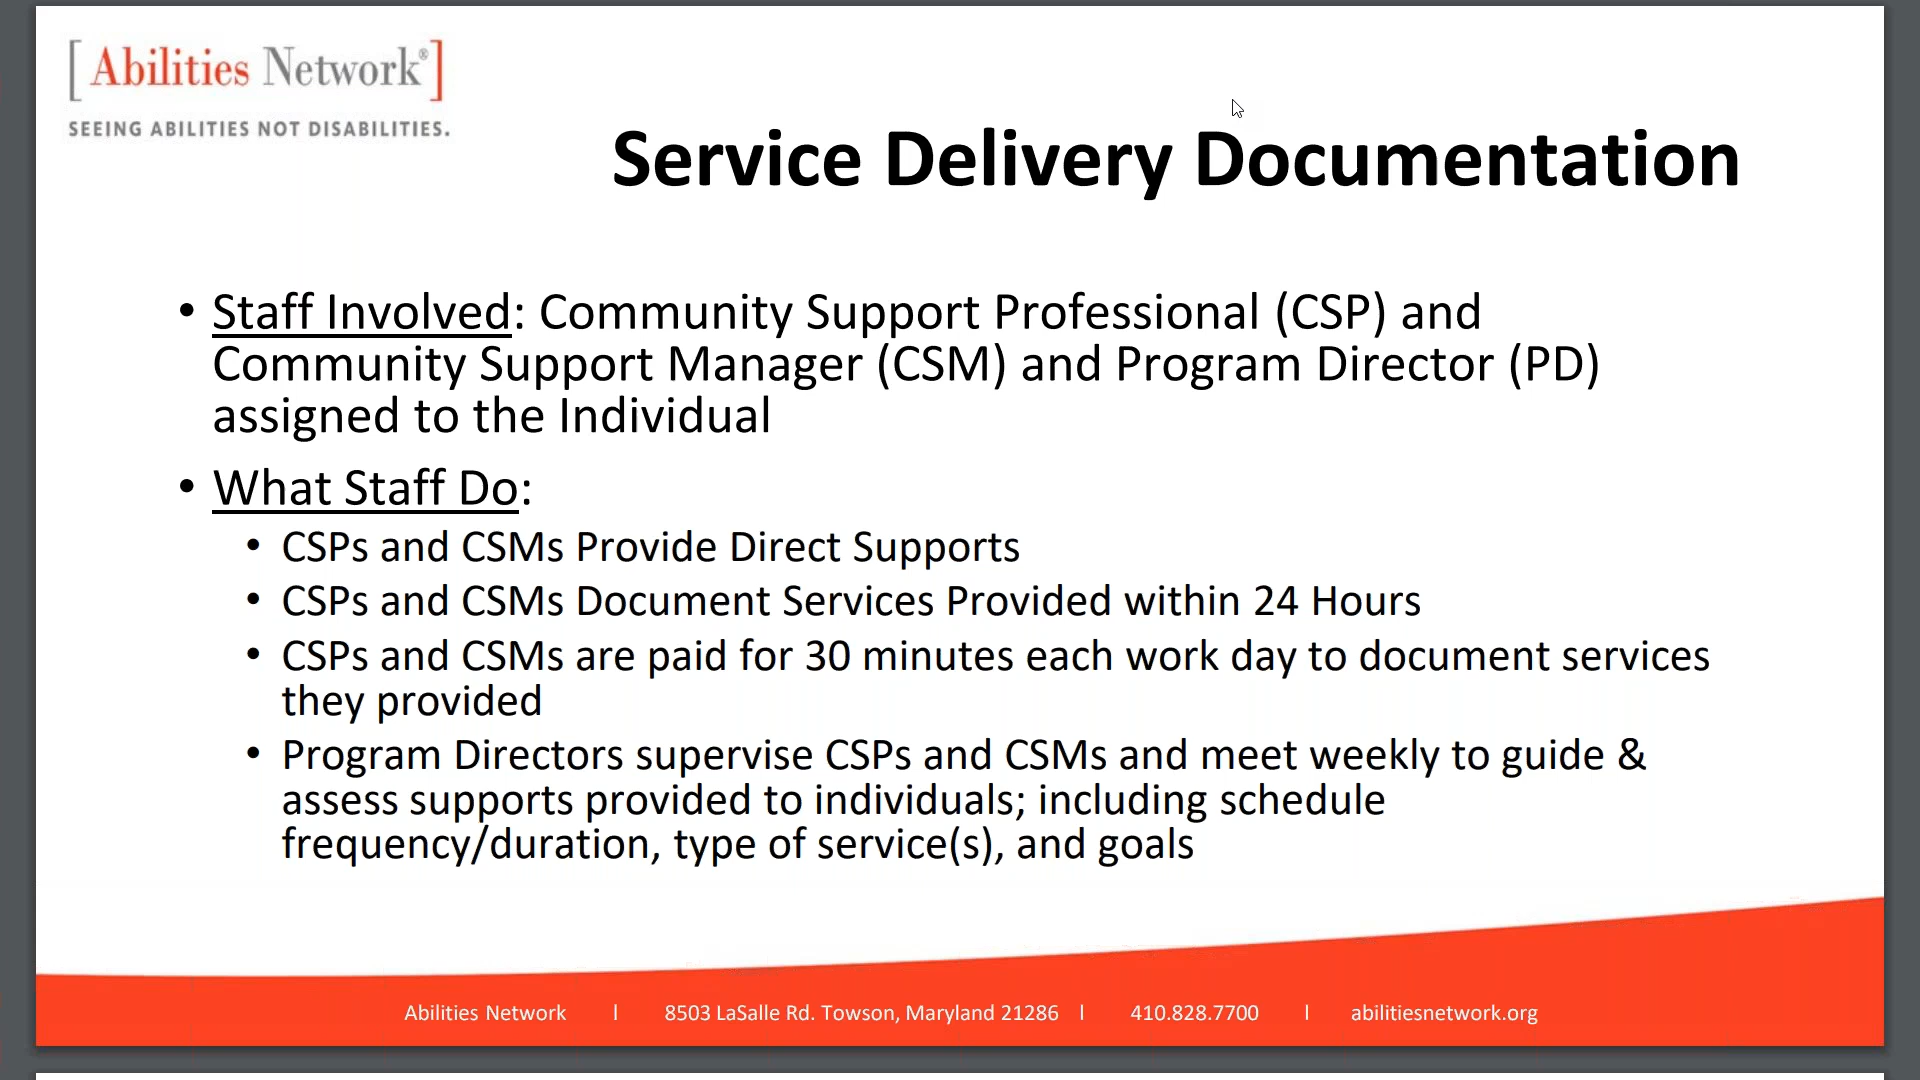 [Abilities Network®]
SEEING ABILITIES NOT DISABILITIES.
Service Delivery Documentation
• Staff Involved: Community Support Professional (CSP) and
Community Support Manager (CSM) and Program Director (PD)
assigned to the Individual
• What Staff Do:
• CSPs and CSMs Provide Direct Supports
• CSPs and CSMs Document Services Provided within 24 Hours
• CSPs and CSMs are paid for 30 minutes each work day to document services
they provided
• Program Directors supervise CSPs and CSMs and meet weekly to guide &
assess supports provided to individuals; including schedule
frequency/duration, type of service(s), and goals
Abilities Network l 8503 LaSalle Rd. Towson, Maryland 21286 l 410.828.7700 l abilitiesnetwork.org